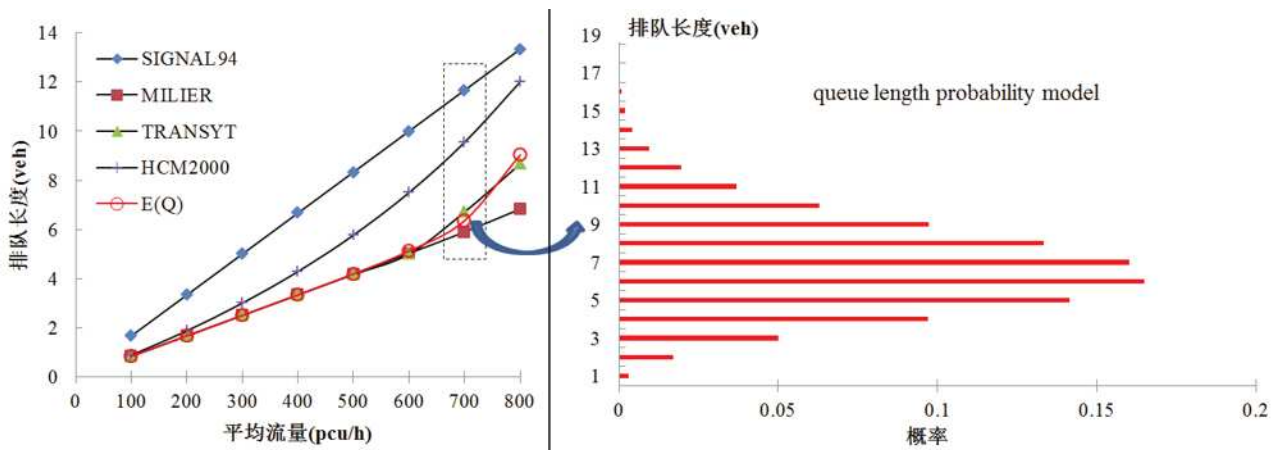 14
12
10
8
6
4
2
0
排队长度(veh)
SIGNAL94
MILIER
TRANSYT
HCM2000
E(Q)
0 100 200 300 400 500 600 700 800
平均流量(pcu/h)
排队长度(veh)
queue length probability model
19
17
15
13
11
9
7
5
3
1
0 0.05 0.1 0.15 0.2
概率